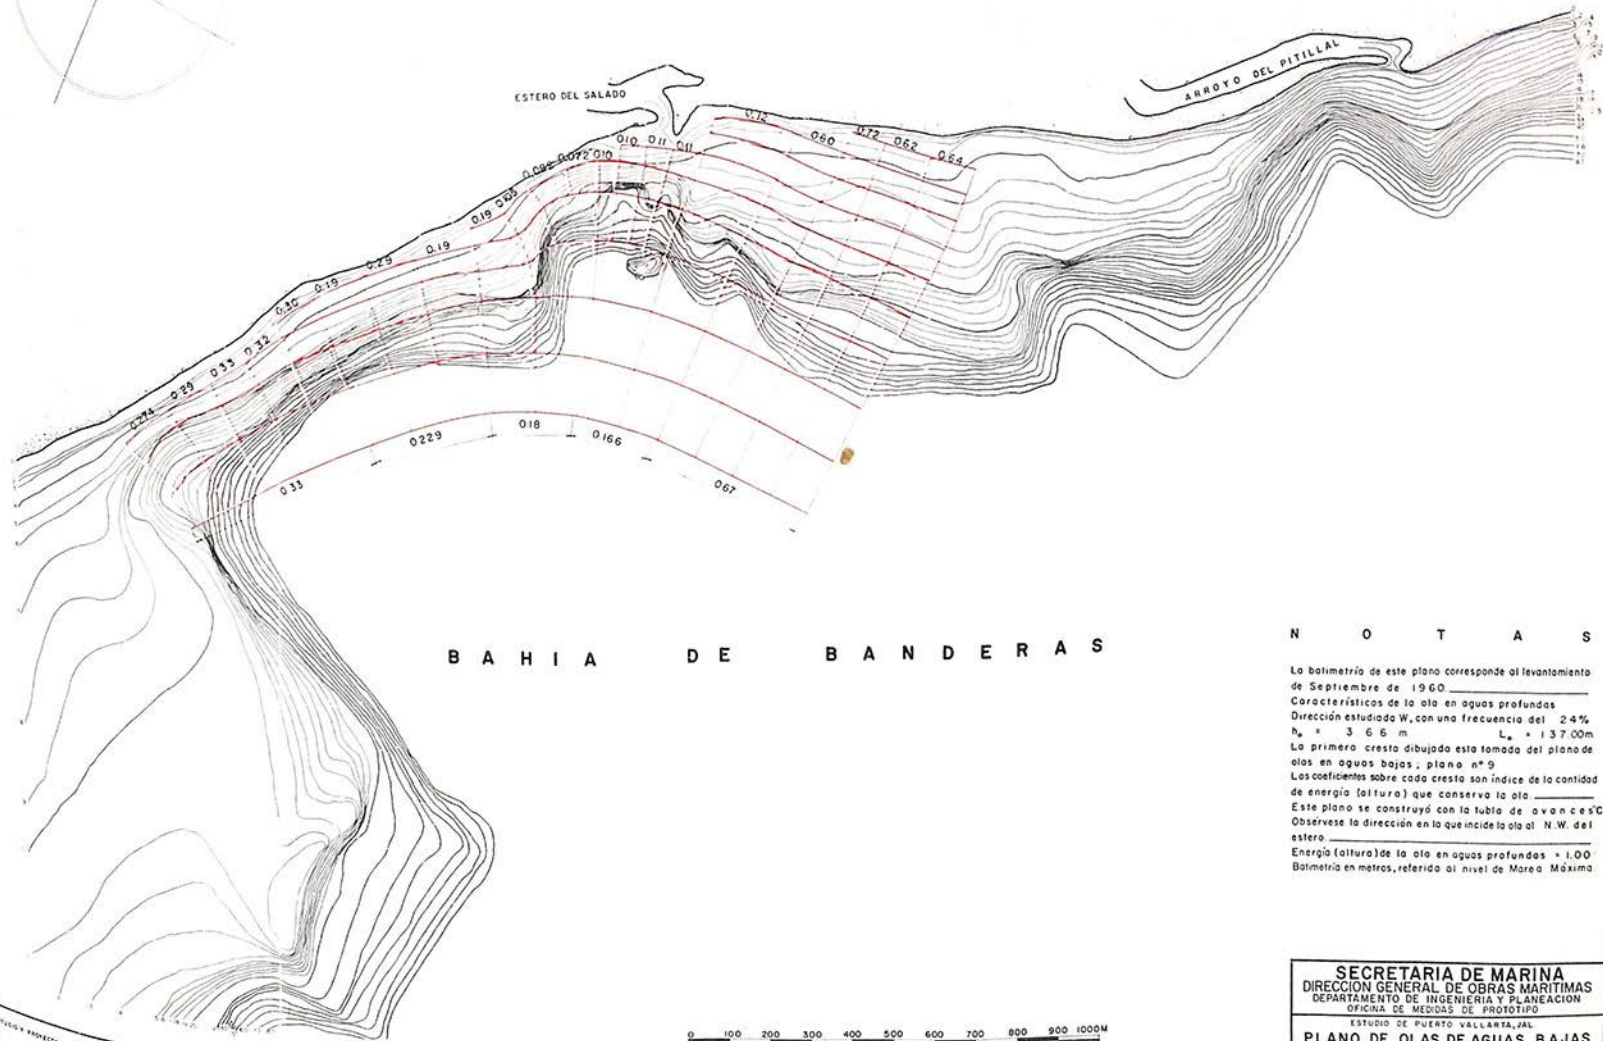 ESTERO DEL SALADO
ARROYO DEL PITILLAL
0.12
0.60
0.72
0.62
0.64
0.10
0.11
0.11
0.092
0.072
0.10
0.19
0.105
0.19
0.29
0.19
0.30
0.32
0.33
0.29
0.274
0.229
0.18
0.166
0.33
0.67
BAHIA DE BANDERAS
NOTAS
La batimetría de este plano corresponde al levantamiento
de Septiembre de 1960
Características de la ola en aguas profundas
Dirección estudiada W, con una frecuencia del 24%
h₀ = 3.66 m L₀ = 137.00m
La primera cresta dibujada esta tomada del plano de
olas en aguas bajas; plano nº 9
Los coeficientes sobre cada cresta son índice de la cantidad
de energía (altura) que conserva la ola.
Este plano se construyó con la tabla de avances "C
Obsérvese la dirección en la que incide la ola al N.W. del
estero.
Energía (altura) de la ola en aguas profundas = 1.00
Batimetría en metros, referida al nivel de Marea Máxima
SECRETARIA DE MARINA
DIRECCION GENERAL DE OBRAS MARITIMAS
DEPARTAMENTO DE INGENIERIA Y PLANEACION
OFICINA DE MEDIDAS DE PROTOTIPO
ESTUDIO DE PUERTO VALLARTA, JAL.
PLANO DE OLAS DE AGUAS BAJAS
0 100 200 300 400 500 600 700 800 900 1000M